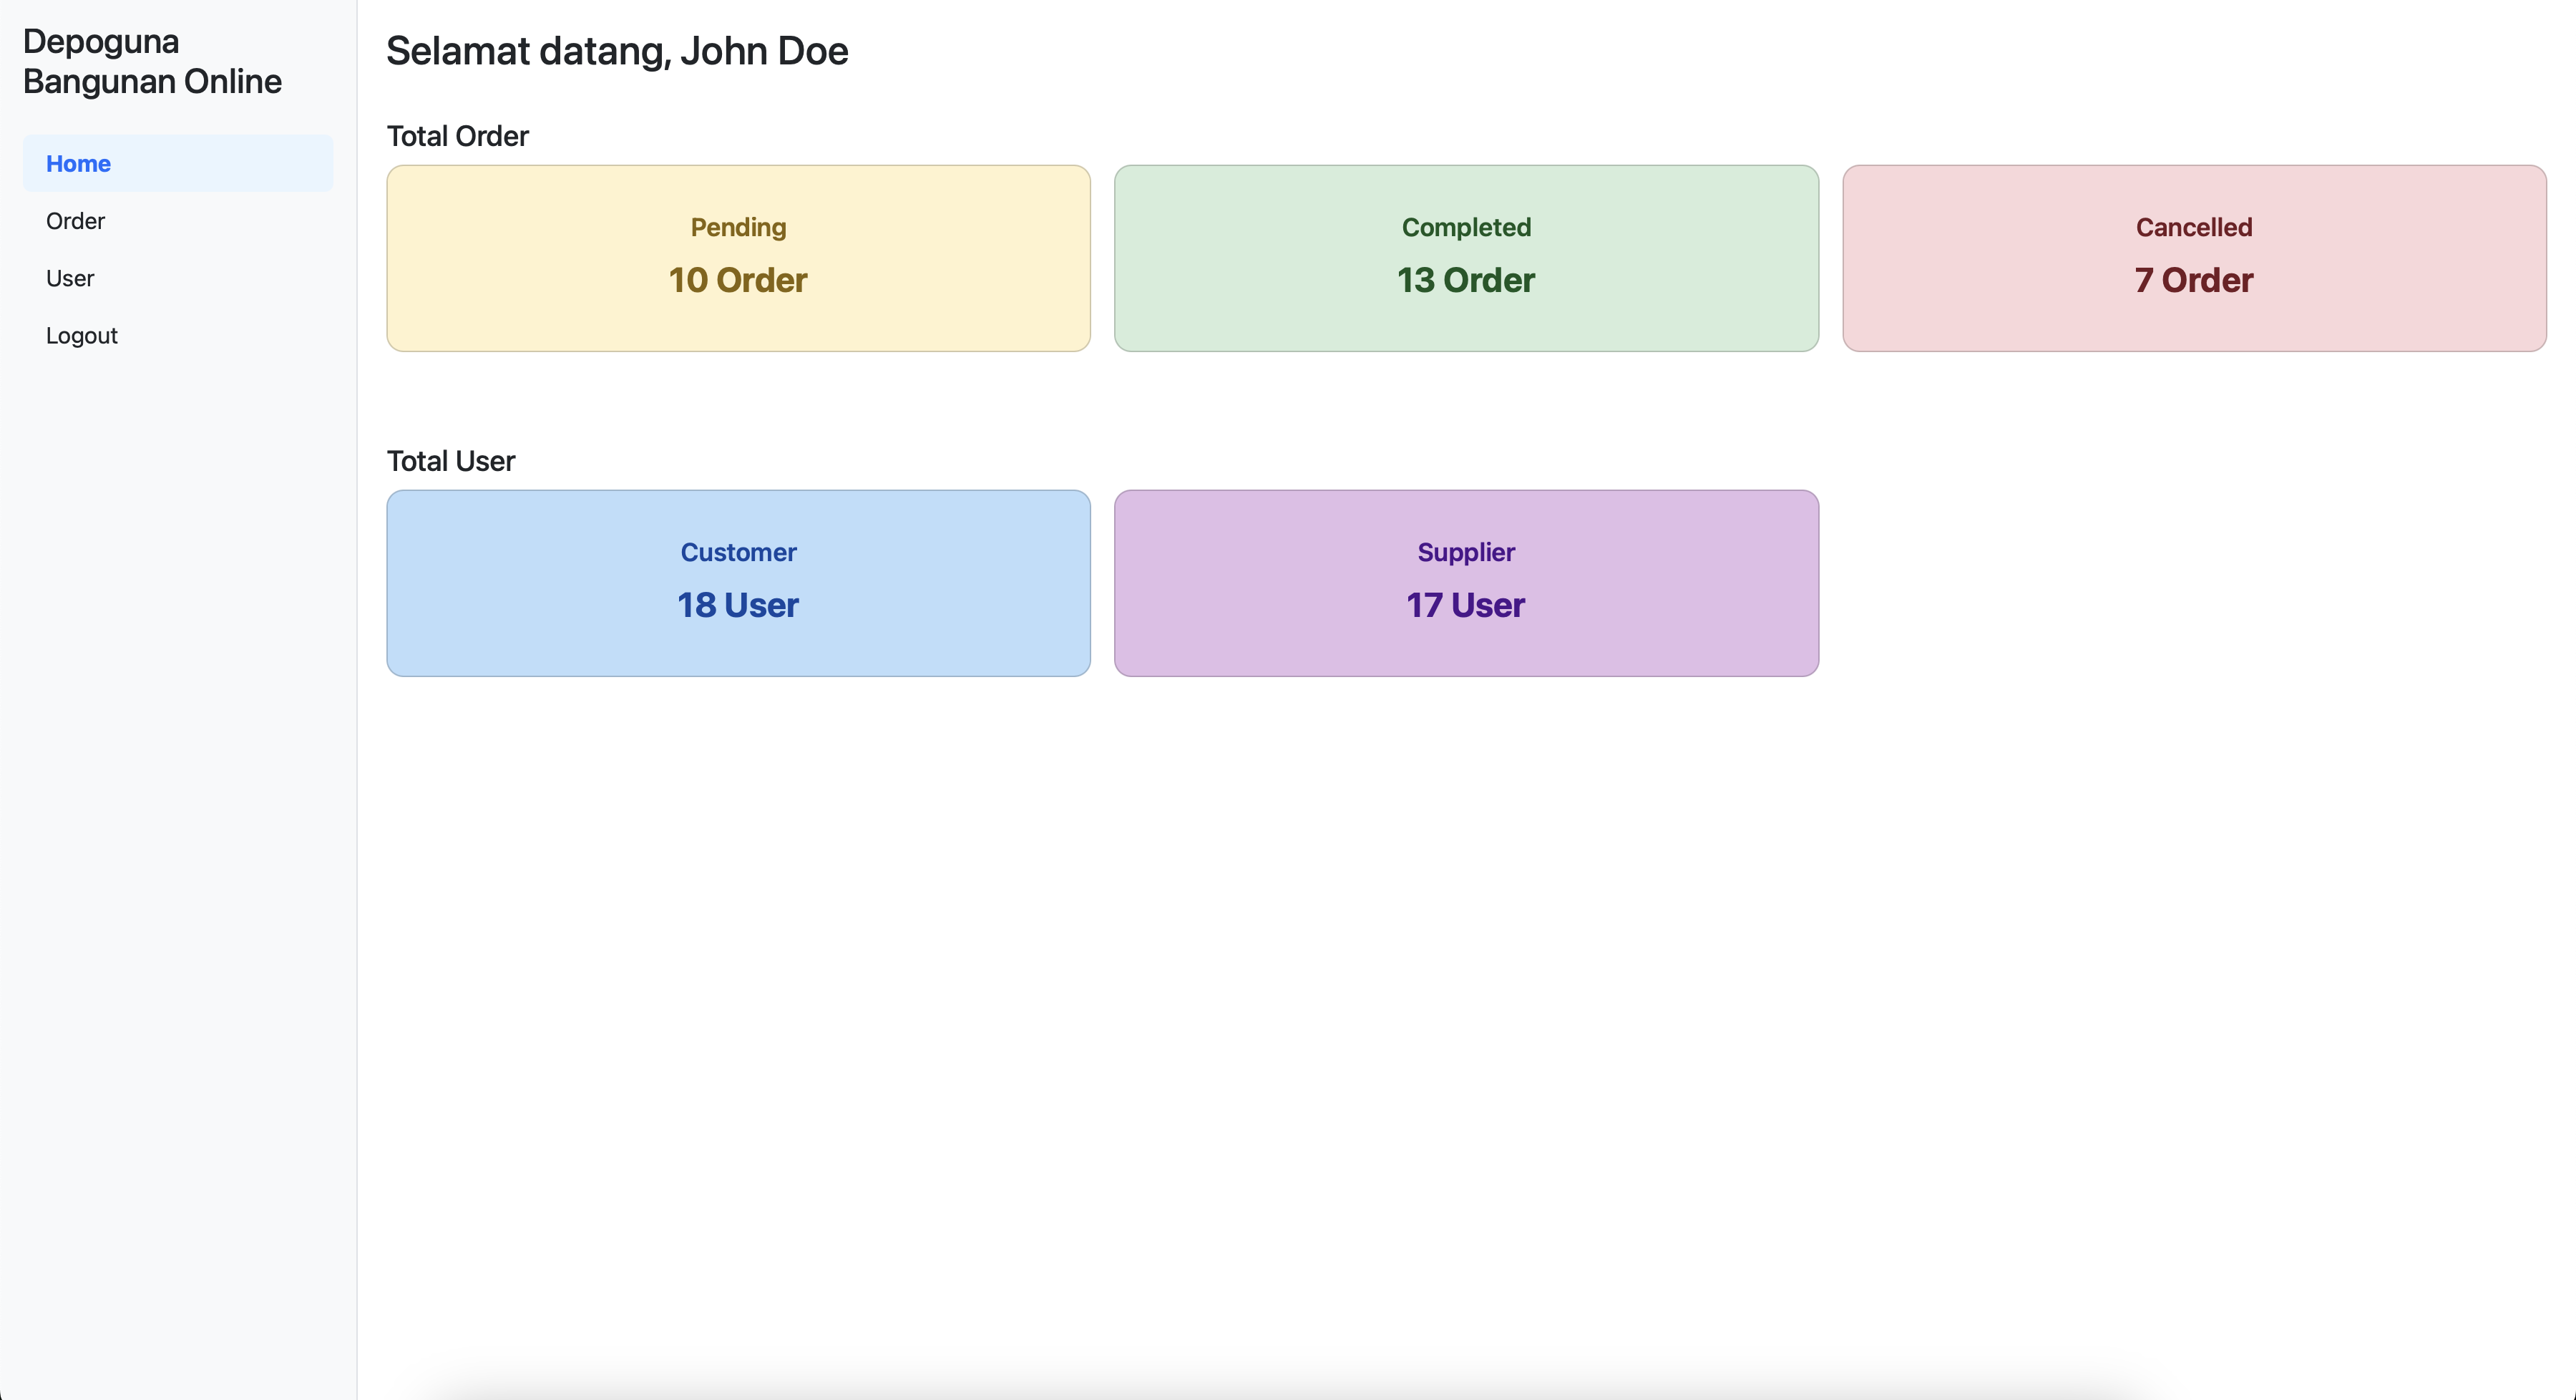 Depoguna
Bangunan Online
Home
Order
User
Logout
Selamat datang, John Doe
Total Order
Pending
10 Order
Completed
13 Order
Cancelled
7 Order
Total User
Customer
18 User
Supplier
17 User